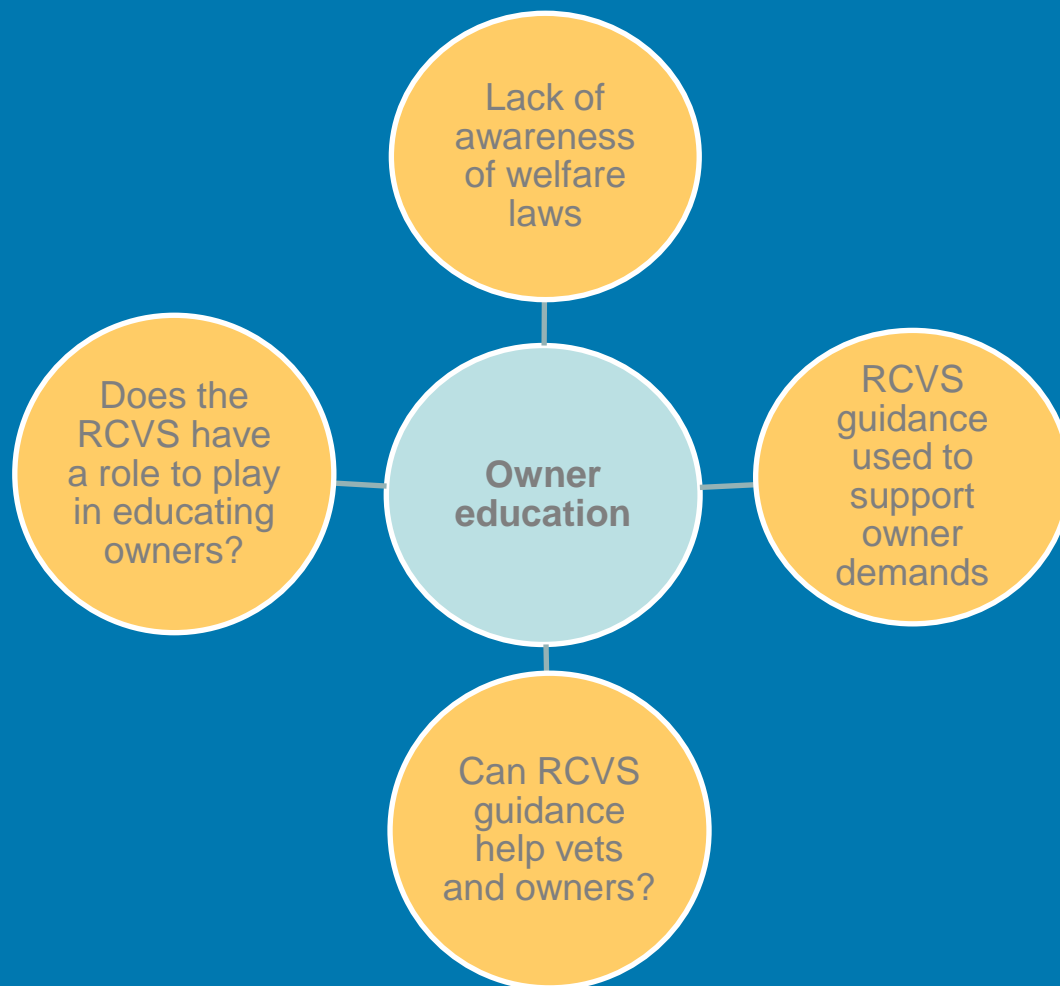 Lack of
awareness
of welfare
laws
Does the
RCVS have
a role to play
in educating
owners?
Owner
education
RCVS
guidance
used to
support
owner
demands
Can RCVS
guidance
help vets
and owners?